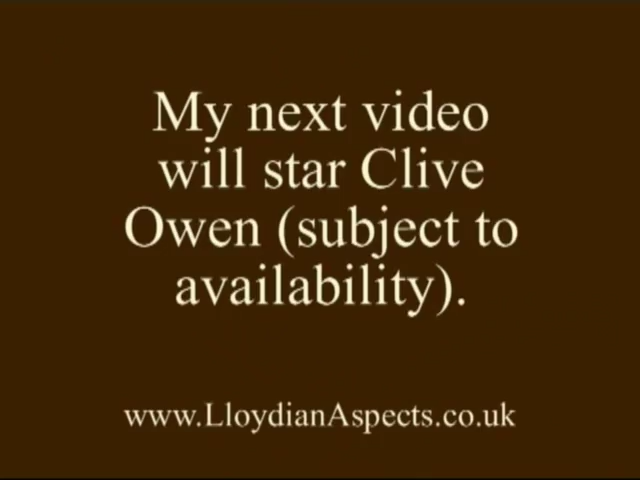 My next video
will star Clive
Owen (subject to
availability).
www.LloydianAspects.co.uk